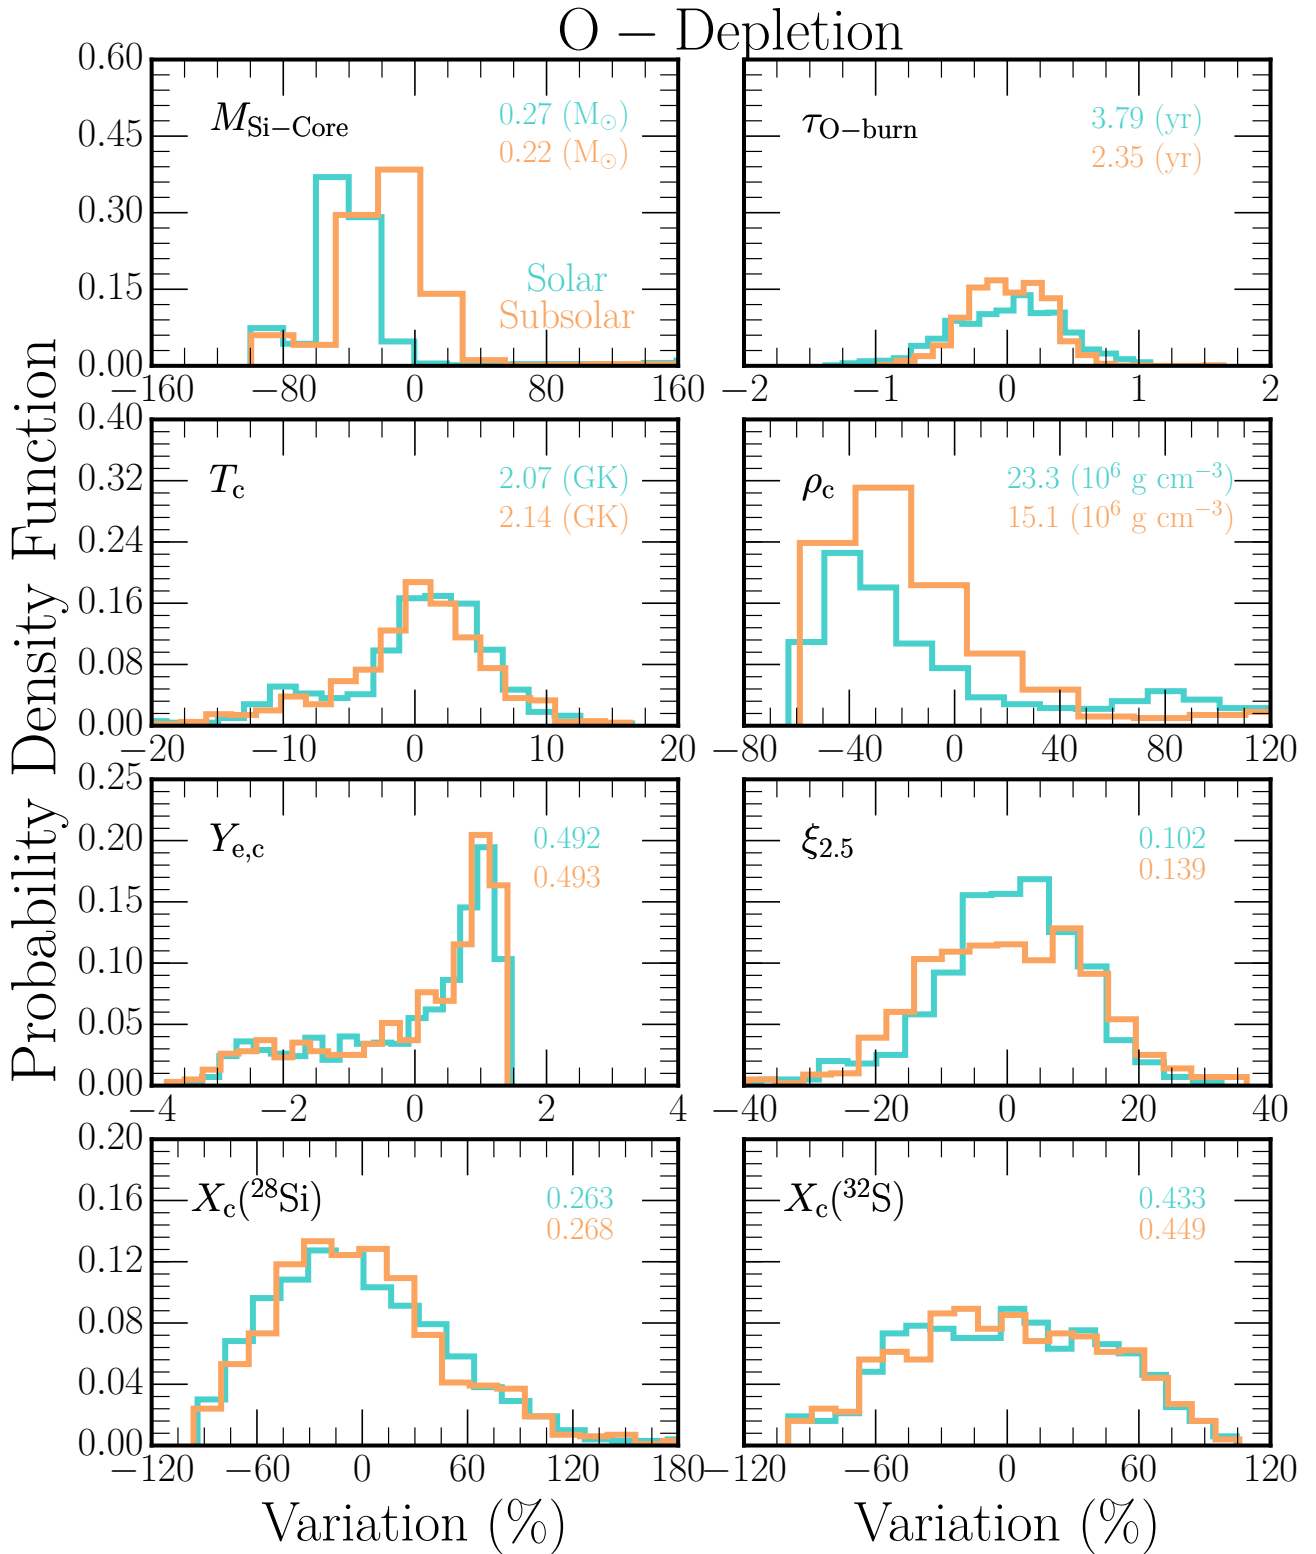 O − Depletion
Probability Density Function
M_Si−Core
0.27 (M_⊙)
0.22 (M_⊙)
Solar
Subsolar
0.60
0.45
0.30
0.15
0.00
−160 −80 0 80 160
τ_O−burn
3.79 (yr)
2.35 (yr)
−2 −1 0 1 2
T_c
2.07 (GK)
2.14 (GK)
0.40
0.32
0.24
0.16
0.08
0.00
−20 −10 0 10 20
ρ_c
23.3 (10⁶ g cm⁻³)
15.1 (10⁶ g cm⁻³)
−80 −40 0 40 80 120
Y_e,c
0.492
0.493
0.25
0.20
0.15
0.10
0.05
0.00
−4 −2 0 2 4
ξ_2.5
0.102
0.139
−40 −20 0 20 40
X_c(²⁸Si)
0.263
0.268
0.20
0.16
0.12
0.08
0.04
0.00
−120 −60 0 60 120 180
Variation (%)
X_c(³²S)
0.433
0.449
−120 −60 0 60 120
Variation (%)